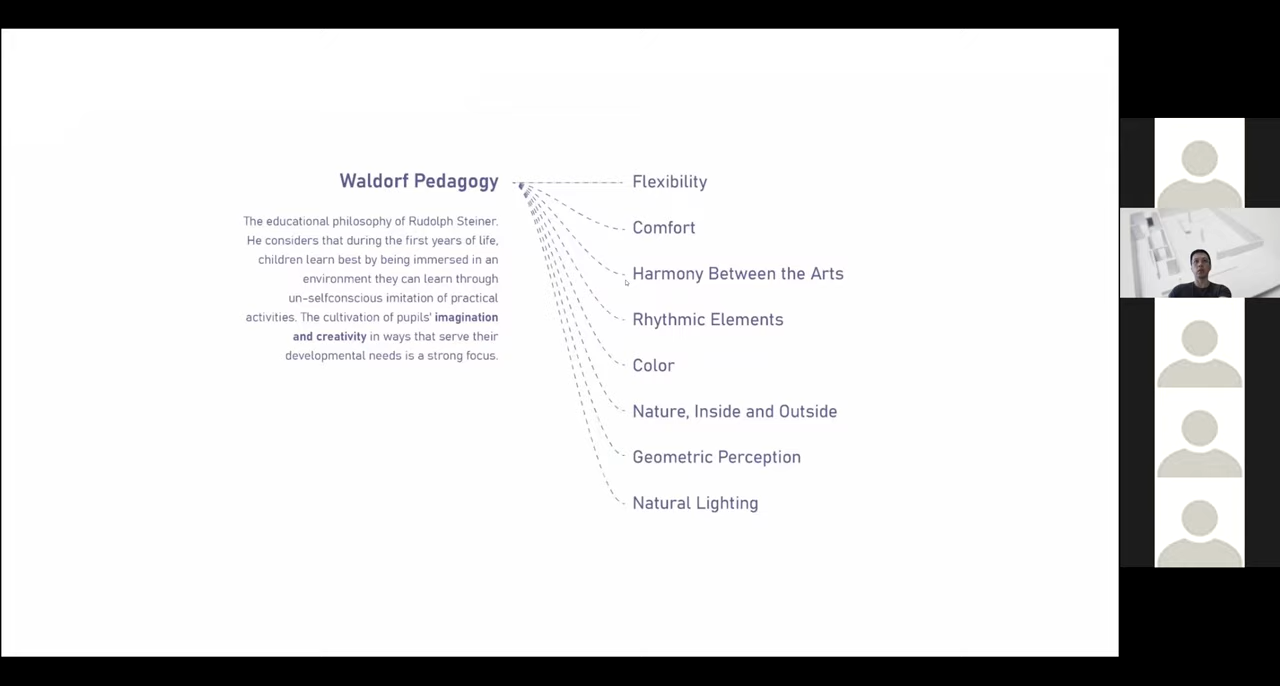 Waldorf Pedagogy
The educational philosophy of Rudolph Steiner.
He considers that during the first years of life,
children learn best by being immersed in an
environment they can learn through
un-selfconscious imitation of practical
activities. The cultivation of pupils' imagination
and creativity in ways that serve their
developmental needs is a strong focus.
Flexibility
Comfort
Harmony Between the Arts
Rhythmic Elements
Color
Nature, Inside and Outside
Geometric Perception
Natural Lighting